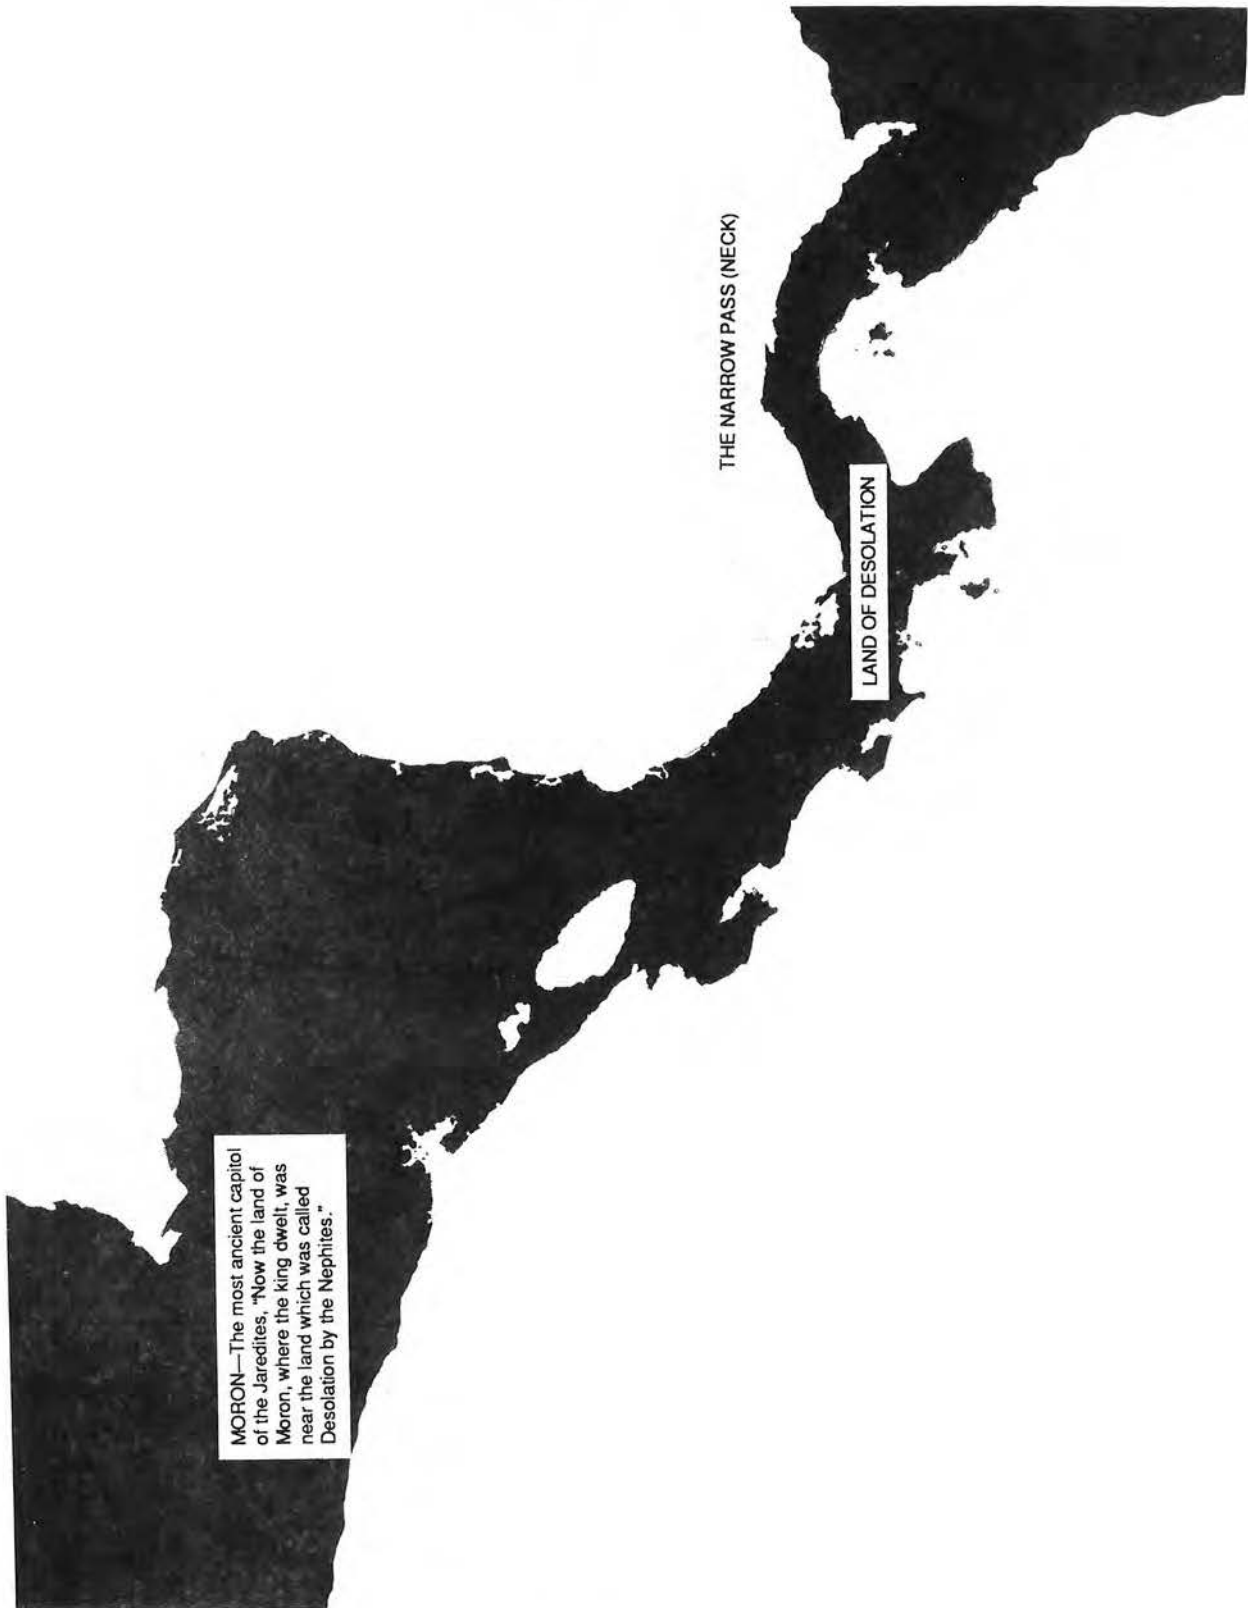 MORON—The most ancient capitol
of the Jaredites, "Now the land of
Moron, where the king dwelt, was
near the land which was called
Desolation by the Nephites."
THE NARROW PASS (NECK)
LAND OF DESOLATION